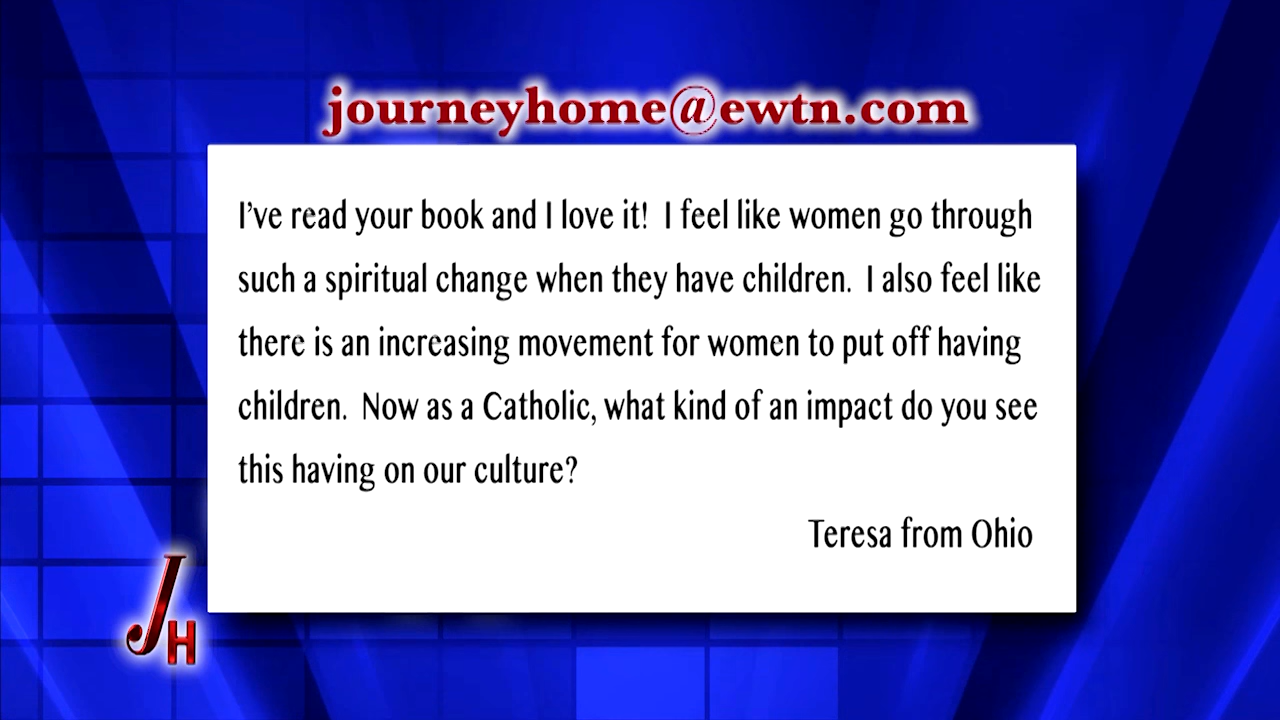 journeyhome@ewtn.com
I've read your book and I love it!  I feel like women go through
such a spiritual change when they have children.  I also feel like
there is an increasing movement for women to put off having
children.  Now as a Catholic, what kind of an impact do you see
this having on our culture?
Teresa from Ohio
JH